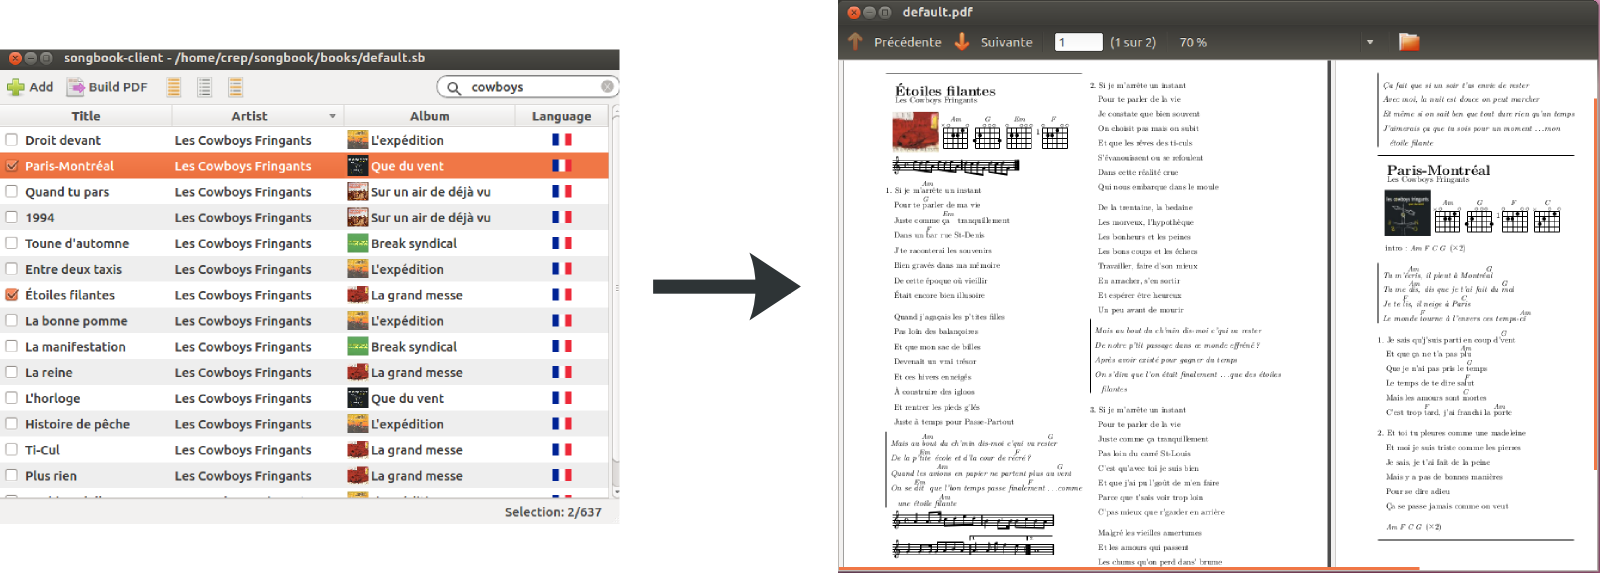 songbook-client - /home/crep/songbook/books/default.sb
Add Build PDF cowboys
Title Artist Album Language
Droit devant Les Cowboys Fringants L'expédition
Paris-Montréal Les Cowboys Fringants Que du vent
Quand tu pars Les Cowboys Fringants Sur un air de déjà vu
1994 Les Cowboys Fringants Sur un air de déjà vu
Toune d'automne Les Cowboys Fringants Break syndical
Entre deux taxis Les Cowboys Fringants L'expédition
Étoiles filantes Les Cowboys Fringants La grand messe
La bonne pomme Les Cowboys Fringants L'expédition
La manifestation Les Cowboys Fringants Break syndical
La reine Les Cowboys Fringants La grand messe
L'horloge Les Cowboys Fringants Que du vent
Histoire de pêche Les Cowboys Fringants L'expédition
Ti-Cul Les Cowboys Fringants La grand messe
Plus rien Les Cowboys Fringants La grand messe
Selection: 2/637
default.pdf
Précédente Suivante 1 (1 sur 2) 70 %
Étoiles filantes
Les Cowboys Fringants
Am G Em F
Am
1. Si je m'arrête un instant
G
Pour te parler de ma vie
Em
Juste comme ça tranquillement
F
Dans un bar rue St-Denis
J'te raconterai les souvenirs
Bien gravés dans ma mémoire
De cette époque où vieillir
Était encore bien illusoire
Quand j'agaçais les p'tites filles
Pas loin des balançoires
Et que mon sac de billes
Devenait un vrai trésor
Et ces hivers enneigés
À construire des igloos
Et rentrer les pieds g'lés
Juste à temps pour Passe-Partout
Am G
Mais au bout du ch'min dis-moi c'qui va rester
Em F
De la p'tite école et d'la cour de récré ?
Am G
Quand les avions en papier ne partent plus au vent
Em F
On se dit que l'bon temps passe finalement ...comme
Am
une étoile filante
2. Si je m'arrête un instant
Pour te parler de la vie
Je constate que bien souvent
On choisit pas mais on subit
Et que les rêves des ti-culs
S'évanouissent ou se refoulent
Dans cette réalité crue
Qui nous embarque dans le moule
De la trentaine, la bedaine
Les morveux, l'hypothèque
Les bonheurs et les peines
Les bons coups et les échecs
Travailler, faire d'son mieux
En arracher, s'en sortir
Et espérer être heureux
Un peu avant de mourir
Mais au bout du ch'min dis-moi c'qui va rester
De notre p'tit passage dans ce monde effréné ?
Après avoir existé pour gagner du temps
On s'dira que l'on était finalement ...que des étoiles
filantes
3. Si je m'arrête un instant
Pour te parler de la vie
Juste comme ça tranquillement
Pas loin du carré St-Louis
C'est qu'avec toi je suis bien
Et que j'ai pu l'goût de m'en faire
Parce que t'sais voir trop loin
C'pas mieux que r'garder en arrière
Malgré les vieilles amertumes
Et les amours qui passent
Les chums qu'on perd dans' brume
Ça fait que si un soir t'as envie de rester
Avec moi, la nuit est douce on peut marcher
Et même si on sait ben que tout dure rien qu'un temps
J'aimerais ça que tu sois pour un moment ...mon
étoile filante
Paris-Montréal
Les Cowboys Fringants
Am G F C
intro : Am F C G (×2)
Am G
Tu m'écris, il pleut à Montréal
Am G
Tu me dis, dis que je t'ai fait du mal
F C
Je te lis, il neige à Paris
F Am
Le monde tourne à l'envers ces temps-ci
G
1. Je sais qu'j'suis parti en coup d'vent
Am
Et que ça ne t'a pas plu
G
Que je n'ai pas pris le temps
F
Le temps de te dire salut
C
Mais les amours sont mortes
F Am
C'est trop tard, j'ai franchi la porte
2. Et toi tu pleures comme une madeleine
Et moi je suis triste comme les pierres
Je sais, je t'ai fait de la peine
Mais y a pas de bonnes manières
Pour se dire adieu
Ça se passe jamais comme on veut
Am F C G (×2)